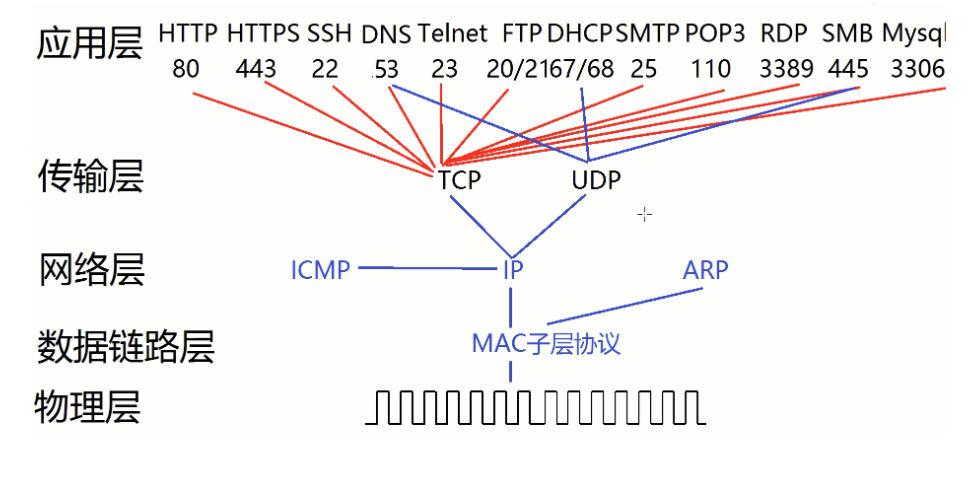 应用层 HTTP HTTPS SSH DNS Telnet FTP DHCP SMTP POP3 RDP SMB Mysql
80 443 22 53 23 20/21 67/68 25 110 3389 445 3306
传输层 TCP UDP
网络层 ICMP IP ARP
数据链路层 MAC子层协议
物理层